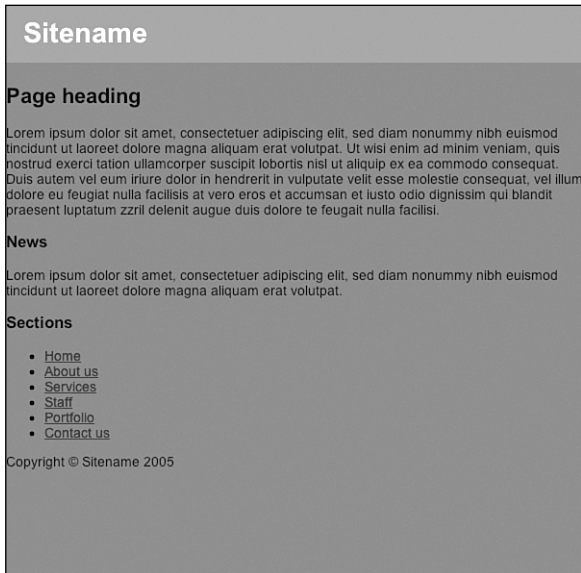 Sitename
Page heading
Lorem ipsum dolor sit amet, consectetuer adipiscing elit, sed diam nonummy nibh euismod
tincidunt ut laoreet dolore magna aliquam erat volutpat. Ut wisi enim ad minim veniam, quis
nostrud exerci tation ullamcorper suscipit lobortis nisl ut aliquip ex ea commodo consequat.
Duis autem vel eum iriure dolor in hendrerit in vulputate velit esse molestie consequat, vel illum
dolore eu feugiat nulla facilisis at vero eros et accumsan et iusto odio dignissim qui blandit
praesent luptatum zzril delenit augue duis dolore te feugait nulla facilisi.
News
Lorem ipsum dolor sit amet, consectetuer adipiscing elit, sed diam nonummy nibh euismod
tincidunt ut laoreet dolore magna aliquam erat volutpat.
Sections
• Home
• About us
• Services
• Staff
• Portfolio
• Contact us
Copyright © Sitename 2005